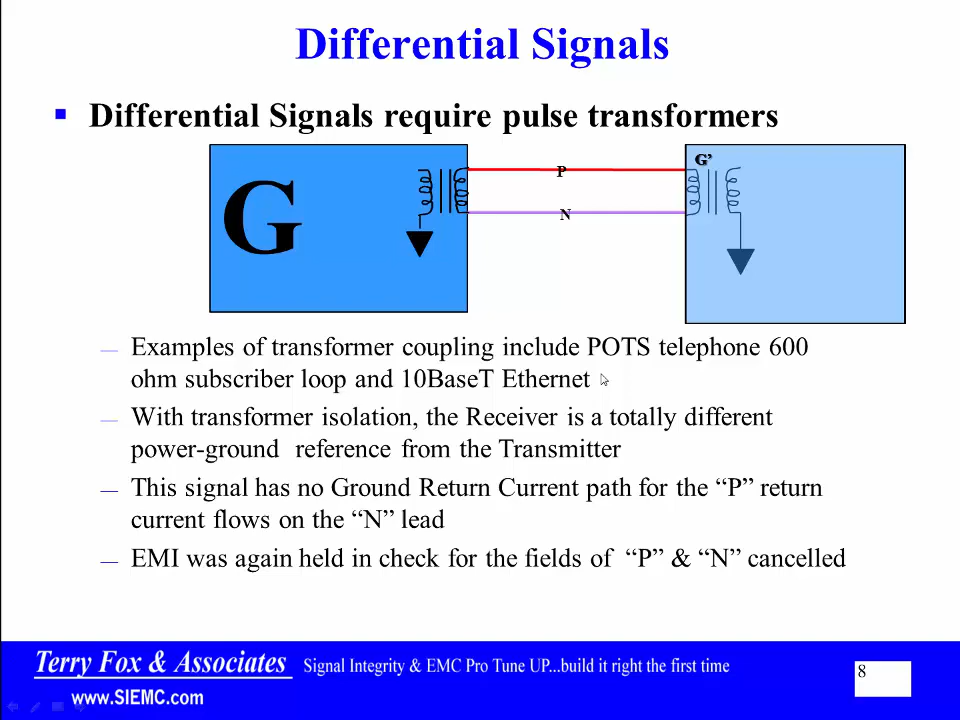 Differential Signals
Differential Signals require pulse transformers
G
G’
P
N
Examples of transformer coupling include POTS telephone 600
ohm subscriber loop and 10BaseT Ethernet
With transformer isolation, the Receiver is a totally different
power-ground reference from the Transmitter
This signal has no Ground Return Current path for the “P” return
current flows on the “N” lead
EMI was again held in check for the fields of “P” & “N” cancelled
Terry Fox & Associates
Signal Integrity & EMC Pro Tune UP...build it right the first time
www.SIEMC.com
8